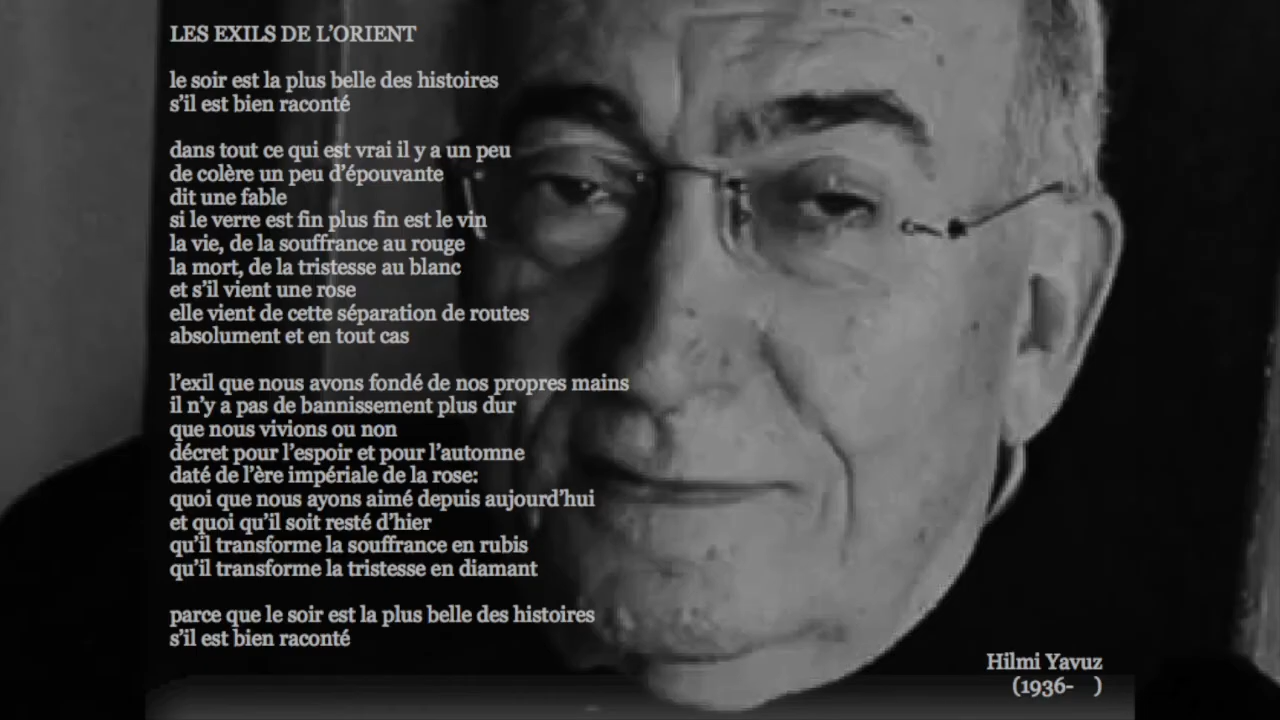 LES EXILS DE L'ORIENT
le soir est la plus belle des histoires
s'il est bien raconté
dans tout ce qui est vrai il y a un peu
de colère un peu d'épouvante
dit une fable
si le verre est fin plus fin est le vin
la vie, de la souffrance au rouge
la mort, de la tristesse au blanc
et s'il vient une rose
elle vient de cette séparation de routes
absolument et en tout cas
l'exil que nous avons fondé de nos propres mains
il n'y a pas de bannissement plus dur
que nous vivions ou non
décret pour l'espoir et pour l'automne
daté de l'ère impériale de la rose:
quoi que nous ayons aimé depuis aujourd'hui
et quoi qu'il soit resté d'hier
qu'il transforme la souffrance en rubis
qu'il transforme la tristesse en diamant
parce que le soir est la plus belle des histoires
s'il est bien raconté
Hilmi Yavuz
(1936- )